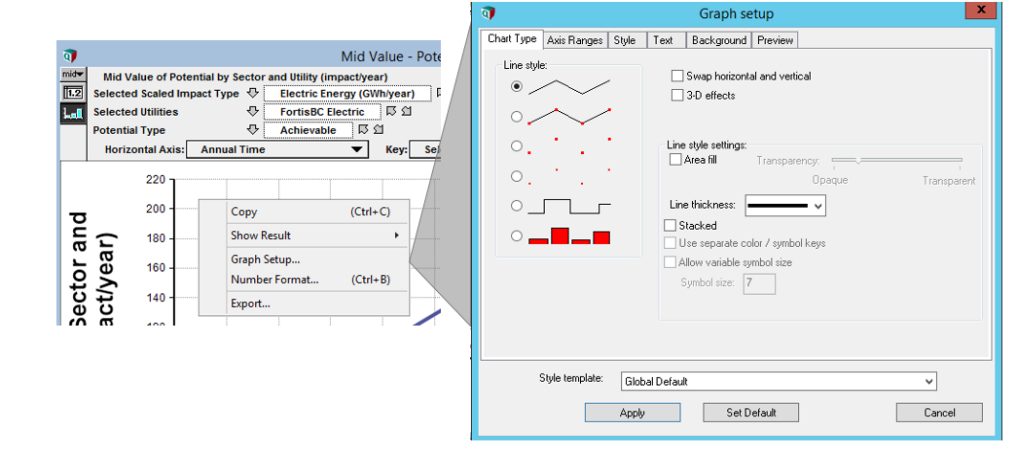 Mid Value - Pote
mid
Mid Value of Potential by Sector and Utility (impact/year)
1.2
Selected Scaled Impact Type Electric Energy (GWh/year)
Selected Utilities FortisBC Electric
Potential Type Achievable
Horizontal Axis: Annual Time Key: Se
220
200
180
160
140
Sector and
act/year)
Copy (Ctrl+C)
Show Result
Graph Setup...
Number Format... (Ctrl+B)
Export...
Graph setup
x
Chart Type Axis Ranges Style Text Background Preview
Line style:
Swap horizontal and vertical
3-D effects
Line style settings:
Area fill Transparency:
Opaque Transparent
Line thickness:
Stacked
Use separate color / symbol keys
Allow variable symbol size
Symbol size: 7
Style template: Global Default
Apply Set Default Cancel